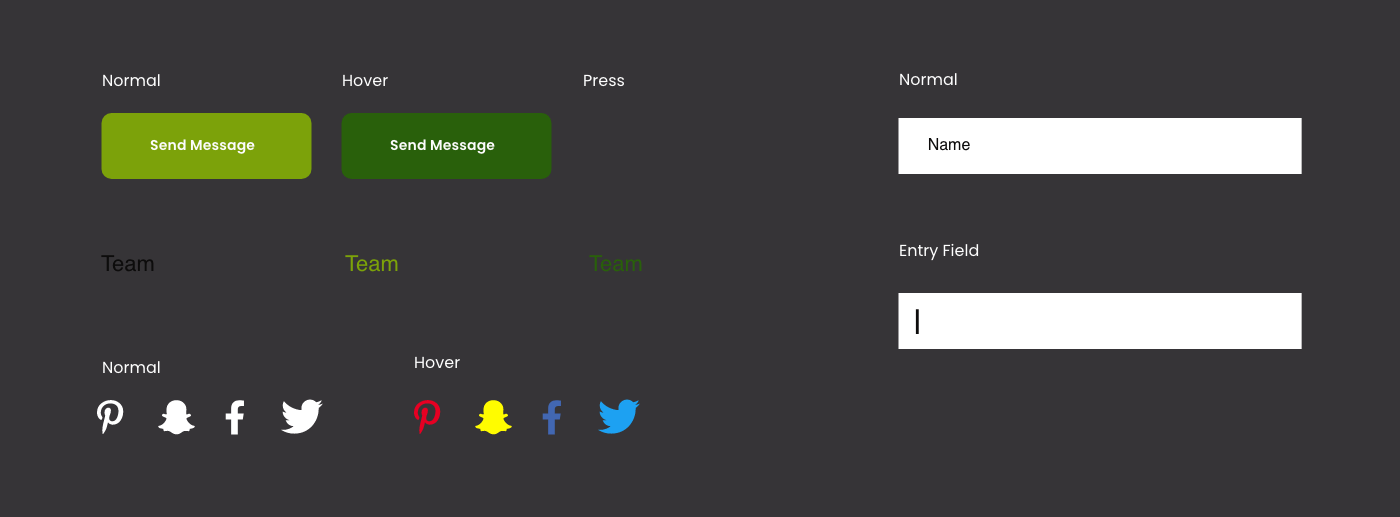 Normal
Hover
Press
Normal
Send Message
Send Message
Name
Entry Field
Team
Team
Team
Normal
Hover